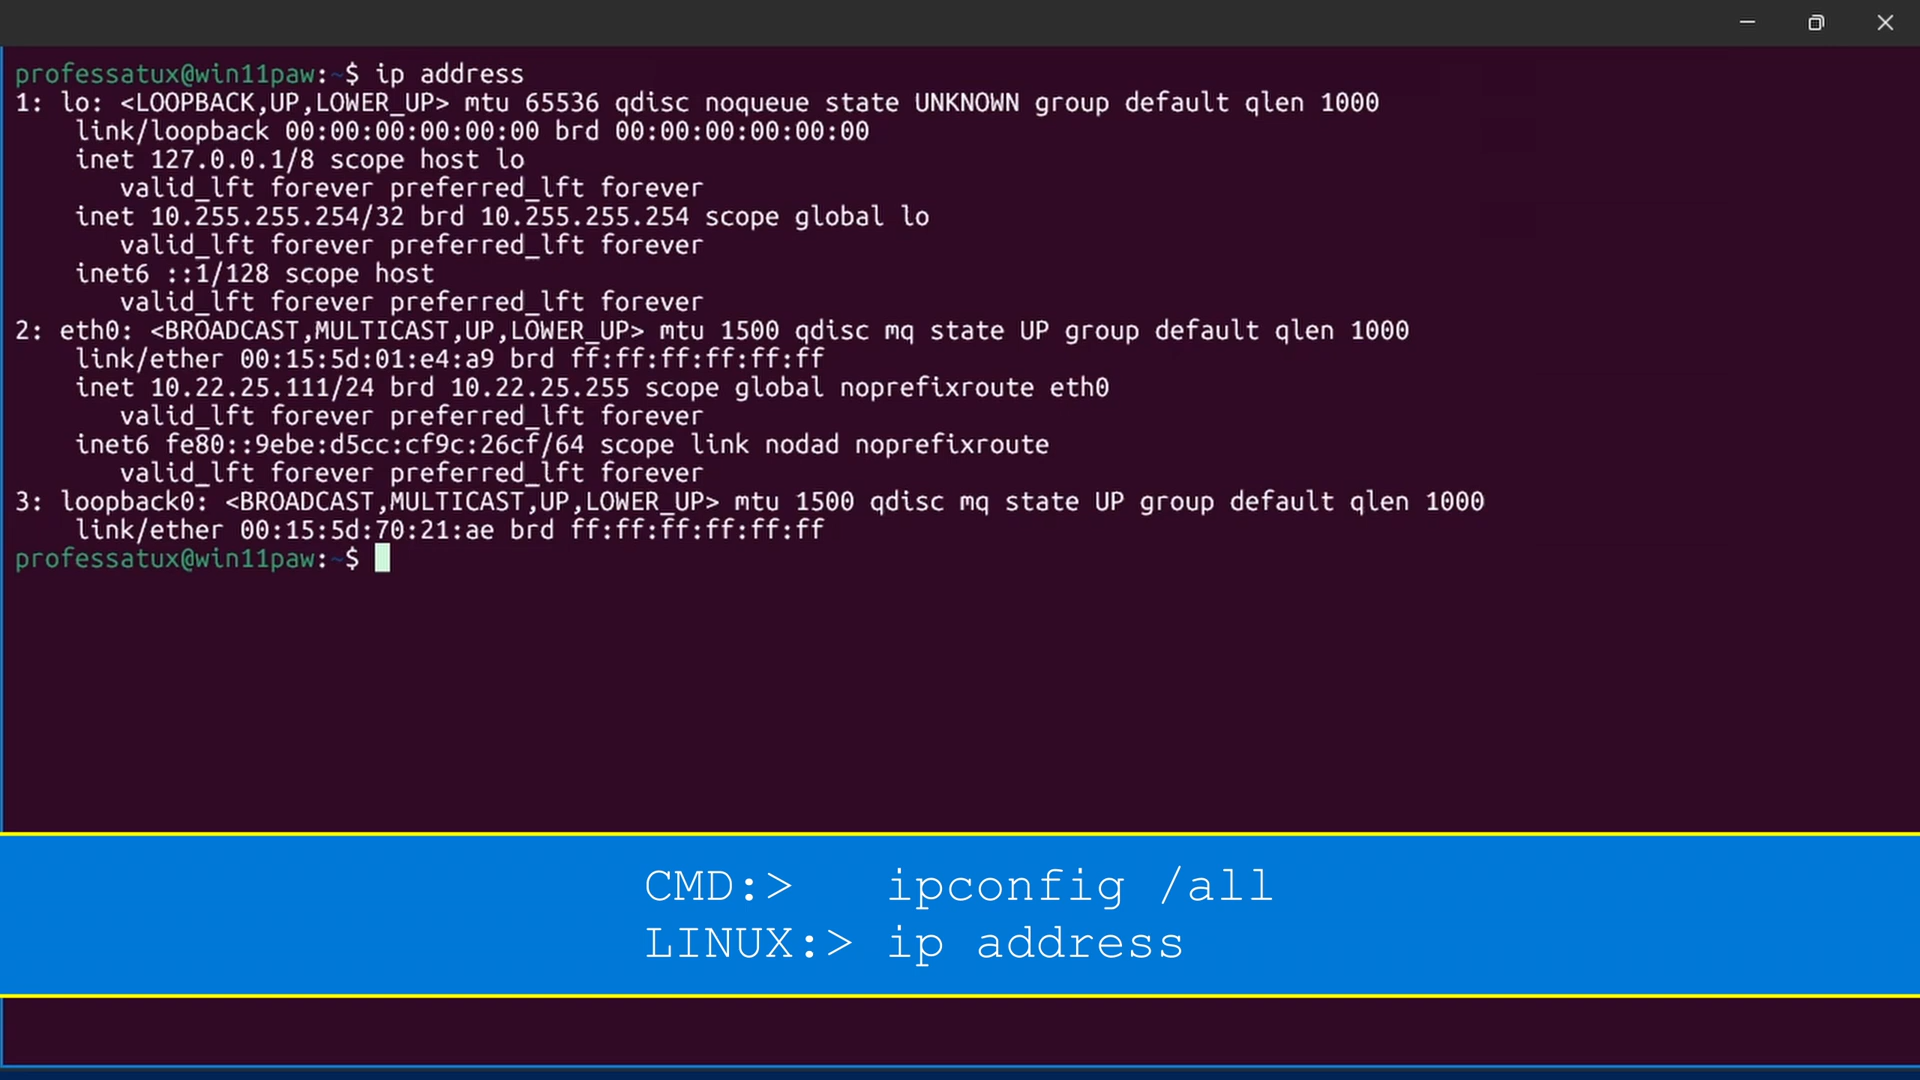 professatux@win11paw:~$ ip address
1: lo: <LOOPBACK,UP,LOWER_UP> mtu 65536 qdisc noqueue state UNKNOWN group default qlen 1000
    link/loopback 00:00:00:00:00:00 brd 00:00:00:00:00:00
    inet 127.0.0.1/8 scope host lo
       valid_lft forever preferred_lft forever
    inet 10.255.255.254/32 brd 10.255.255.254 scope global lo
       valid_lft forever preferred_lft forever
    inet6 ::1/128 scope host
       valid_lft forever preferred_lft forever
2: eth0: <BROADCAST,MULTICAST,UP,LOWER_UP> mtu 1500 qdisc mq state UP group default qlen 1000
    link/ether 00:15:5d:01:e4:a9 brd ff:ff:ff:ff:ff:ff
    inet 10.22.25.111/24 brd 10.22.25.255 scope global noprefixroute eth0
       valid_lft forever preferred_lft forever
    inet6 fe80::9ebe:d5cc:cf9c:26cf/64 scope link nodad noprefixroute
       valid_lft forever preferred_lft forever
3: loopback0: <BROADCAST,MULTICAST,UP,LOWER_UP> mtu 1500 qdisc mq state UP group default qlen 1000
    link/ether 00:15:5d:70:21:ae brd ff:ff:ff:ff:ff:ff
professatux@win11paw:~$
CMD:> ipconfig /all
LINUX:> ip address